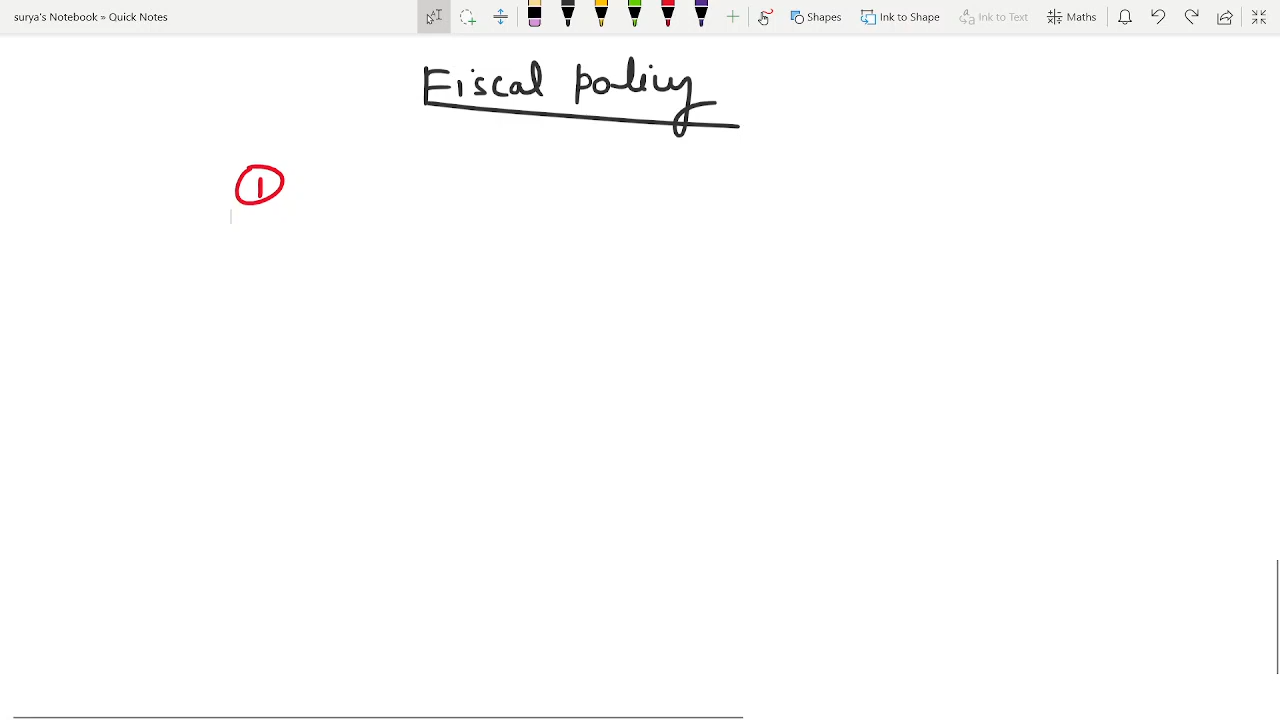 surya's Notebook » Quick Notes Shapes Ink to Shape Ink to Text Maths
Fiscal policy
1